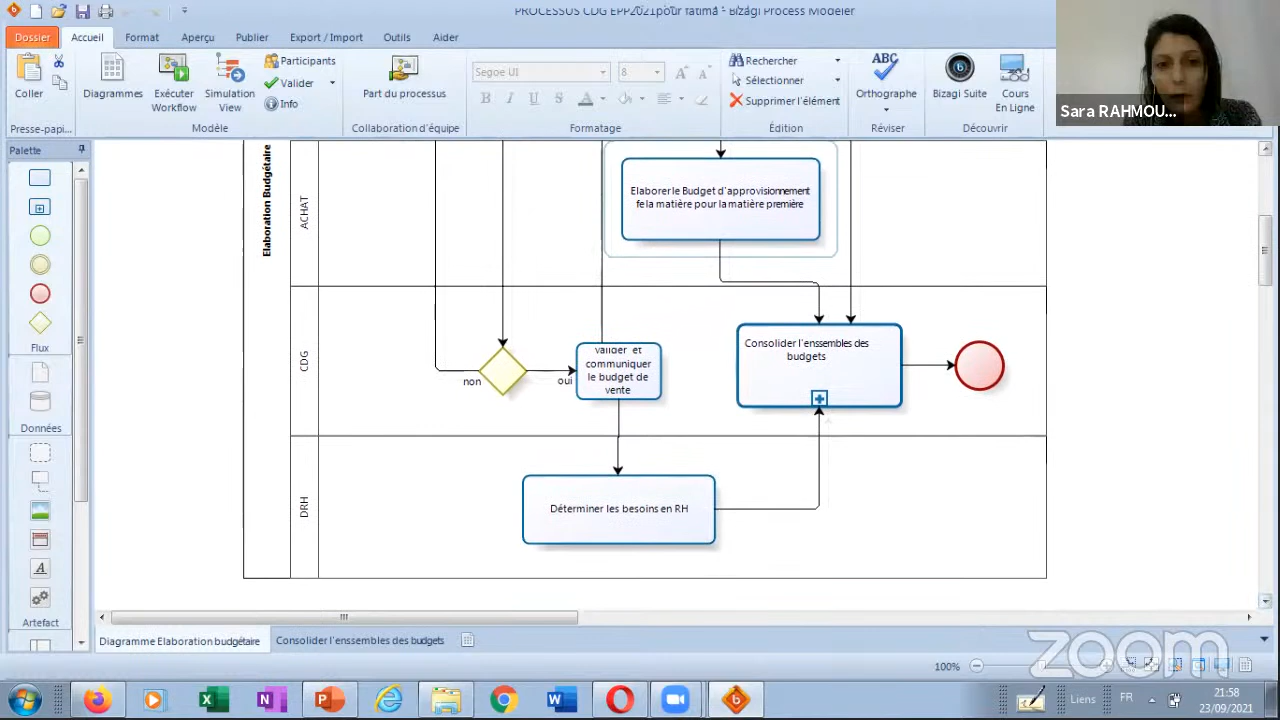 PROCESSUS CDG EPP2021pour fatima - Bizagi Process Modeler
Dossier Accueil Format Aperçu Publier Export / Import Outils Aider
Coller
Presse-papi
Diagrammes
Exécuter
Workflow
Simulation
View
Participants
Valider
Info
Modèle
Part du processus
Collaboration d'équipe
Segoe UI 8
B I U S A
Formatage
Rechercher
Sélectionner
Supprimer l'élément
Édition
ABC
Orthographe
Réviser
Bizagi Suite
Cours
En Ligne
Découvrir
Sara RAHMOU...
Palette
Flux
Données
A
Artefact
Elaboration Budgétaire
ACHAT
Elaborer le Budget d'approvisionnement
fe la matière pour la matière première
CDG
non
oui
valider et
communiquer
le budget de
vente
Consolider l'enssembles des
budgets
DRH
Déterminer les besoins en RH
Diagramme Elaboration budgétaire Consolider l'enssembles des budgets
zoom
100%
Liens
FR
21:58
23/09/2021